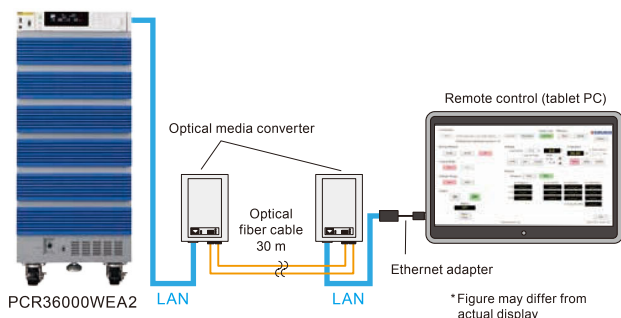 Remote control (tablet PC)
Optical media converter
Optical
fiber cable
30 m
Ethernet adapter
PCR36000WEA2
LAN
LAN
*Figure may differ from
actual display